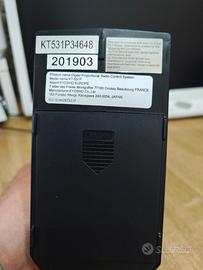 KT531P34648
201903
Product name:Digital Proportional Radio Control System
Model name:KT-531P
Import:KYOSHO EUROPE
7 allée des Frères Montgolfier 77183 Croissy Beaubourg FRANCE
Manufacturer:KYOSHO Co.,Ltd.
153 Funako Atsugi, Kanagawa 243-0034, JAPAN
subito